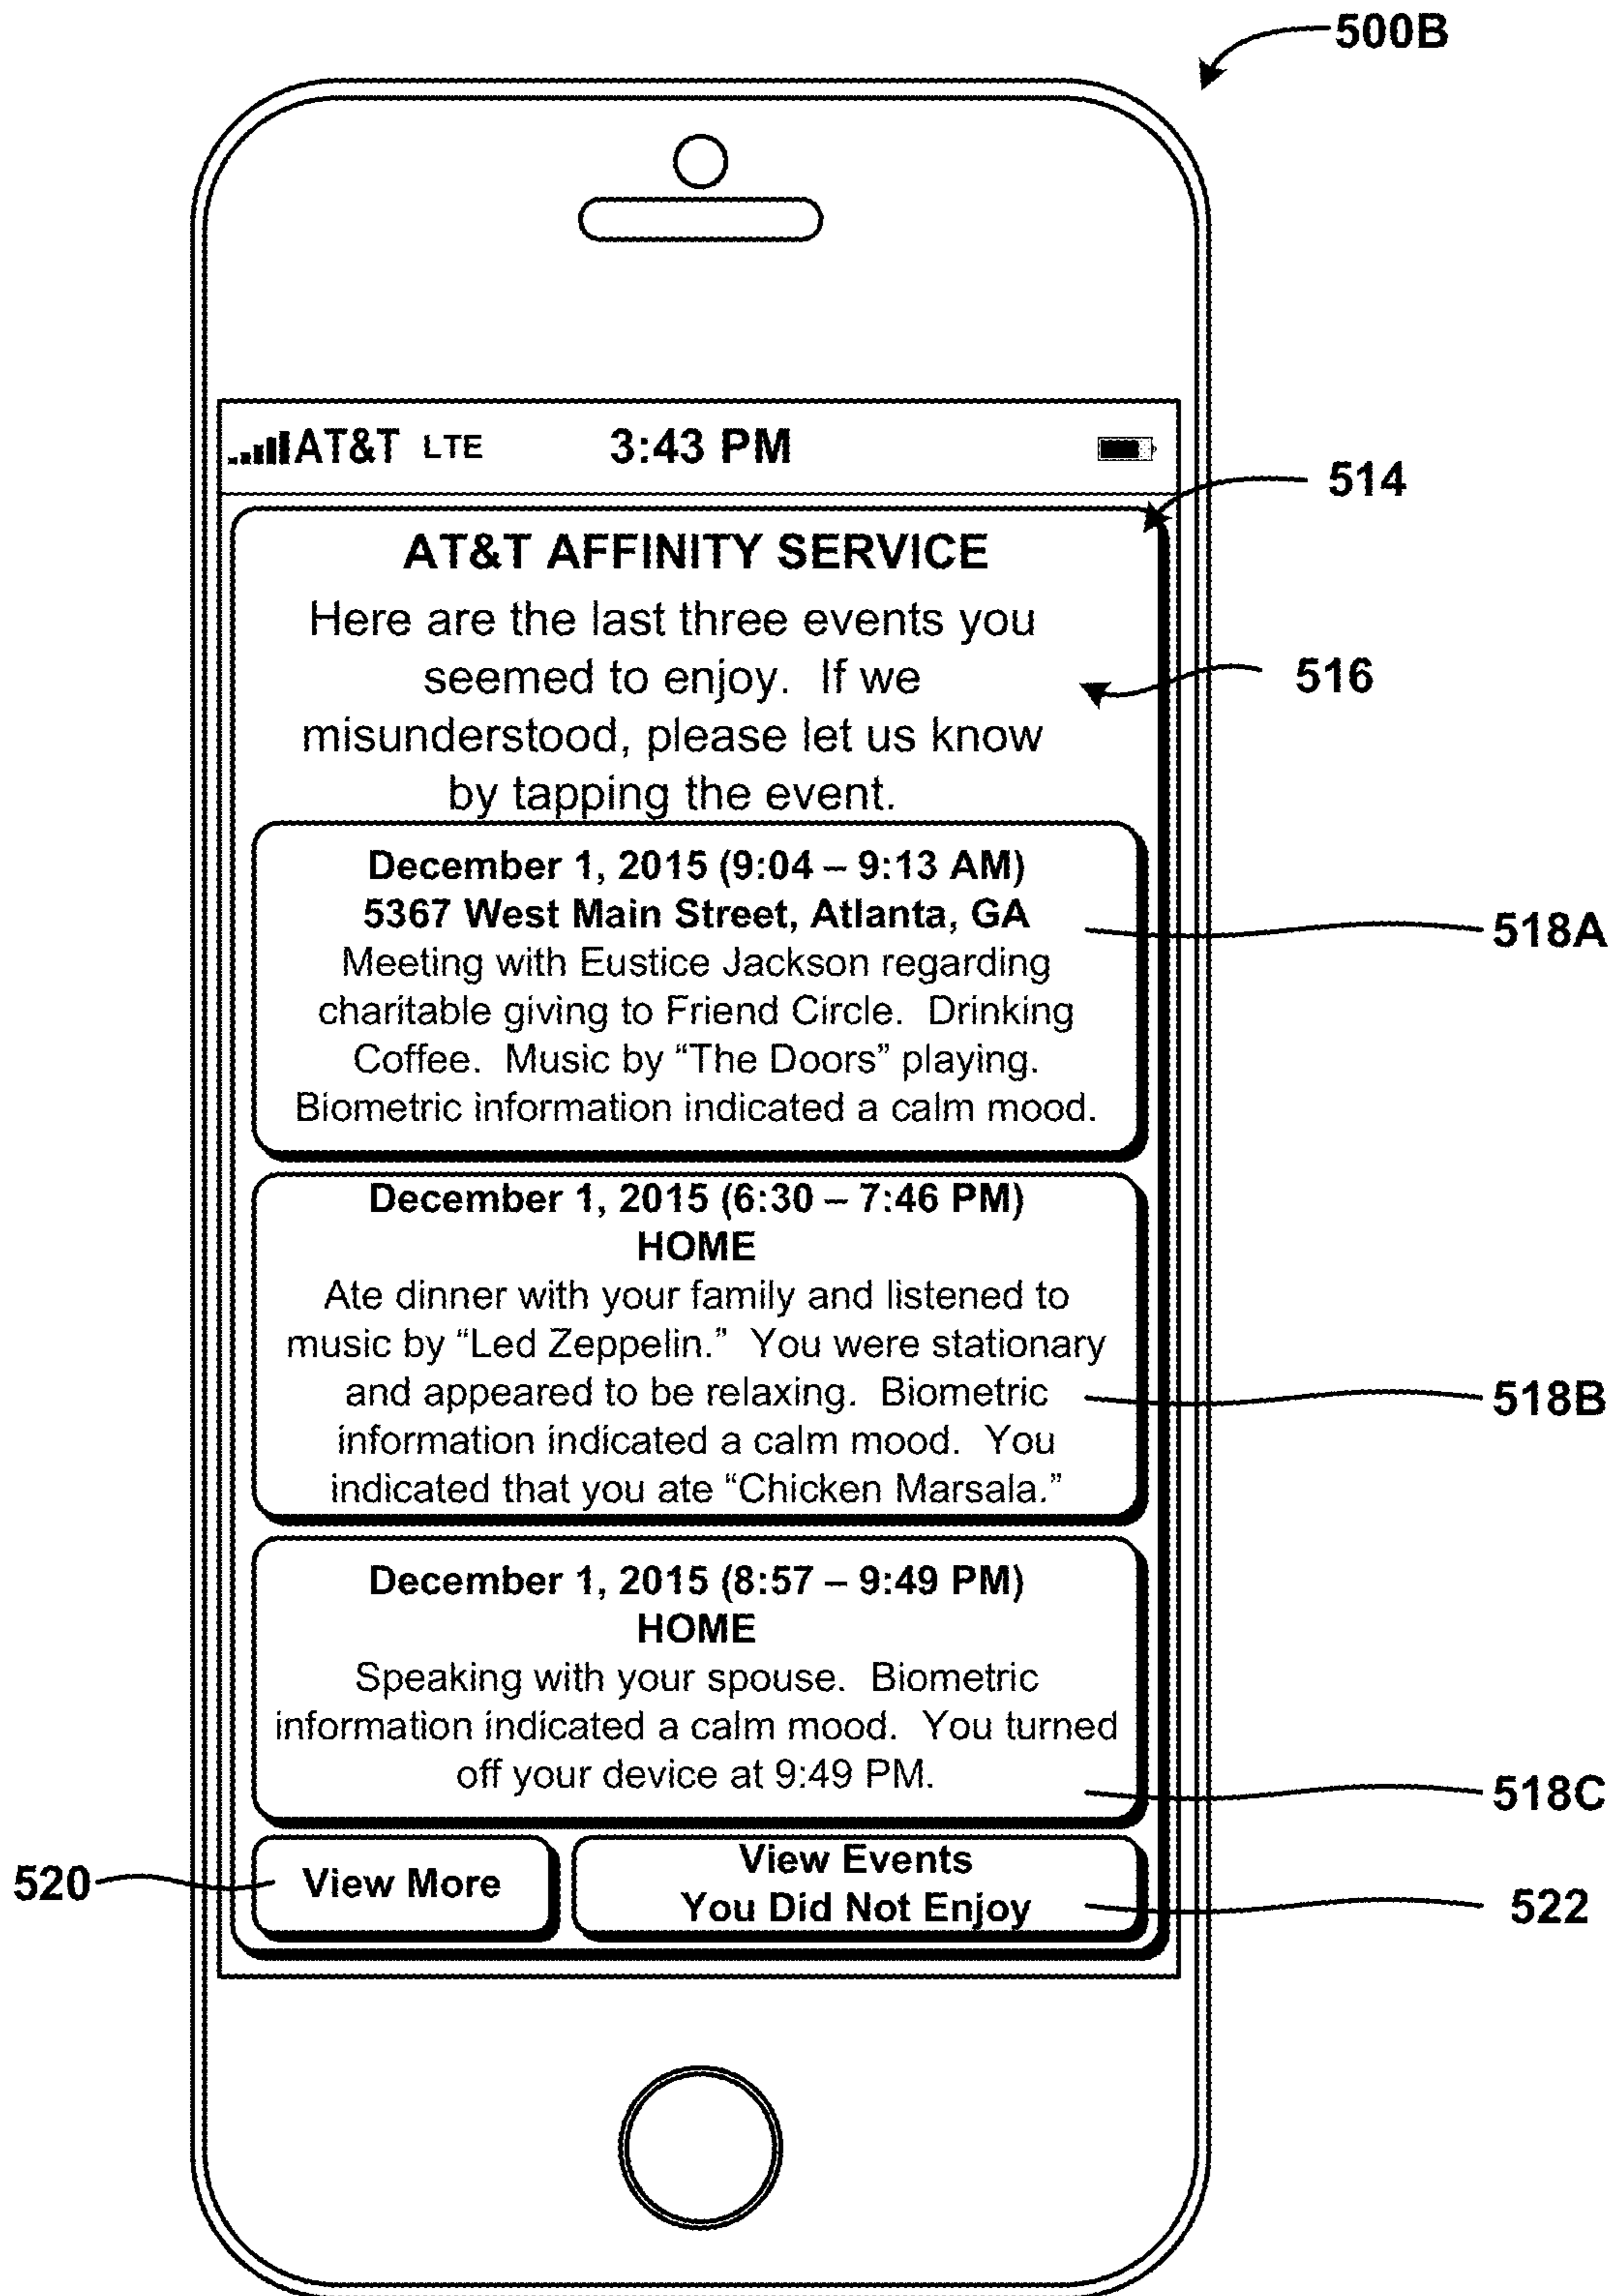 500B
AT&T LTE 3:43 PM
514
AT&T AFFINITY SERVICE
Here are the last three events you
seemed to enjoy.  If we
516
misunderstood, please let us know
by tapping the event.
December 1, 2015 (9:04 – 9:13 AM)
5367 West Main Street, Atlanta, GA
518A
Meeting with Eustice Jackson regarding
charitable giving to Friend Circle.  Drinking
Coffee.  Music by “The Doors” playing.
Biometric information indicated a calm mood.
December 1, 2015 (6:30 – 7:46 PM)
HOME
Ate dinner with your family and listened to
music by “Led Zeppelin.”  You were stationary
and appeared to be relaxing.  Biometric
518B
information indicated a calm mood.  You
indicated that you ate “Chicken Marsala.”
December 1, 2015 (8:57 – 9:49 PM)
HOME
Speaking with your spouse.  Biometric
information indicated a calm mood.  You turned
off your device at 9:49 PM.
518C
520
View More
View Events
You Did Not Enjoy
522